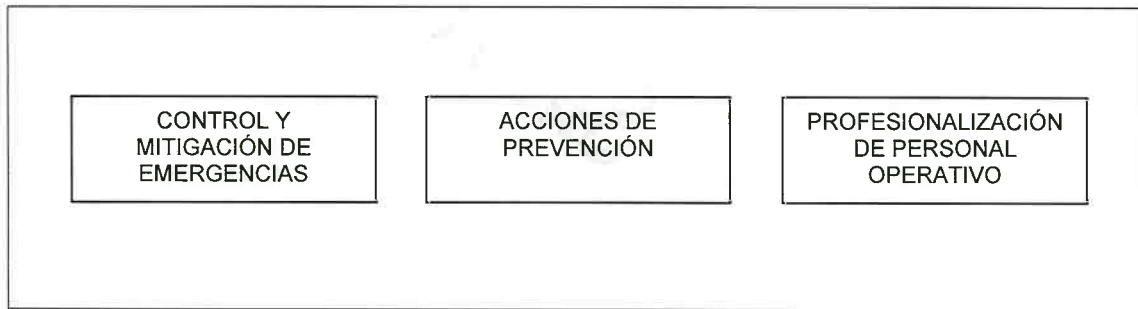 CONTROL Y
MITIGACIÓN DE
EMERGENCIAS
ACCIONES DE
PREVENCIÓN
PROFESIONALIZACIÓN
DE PERSONAL
OPERATIVO